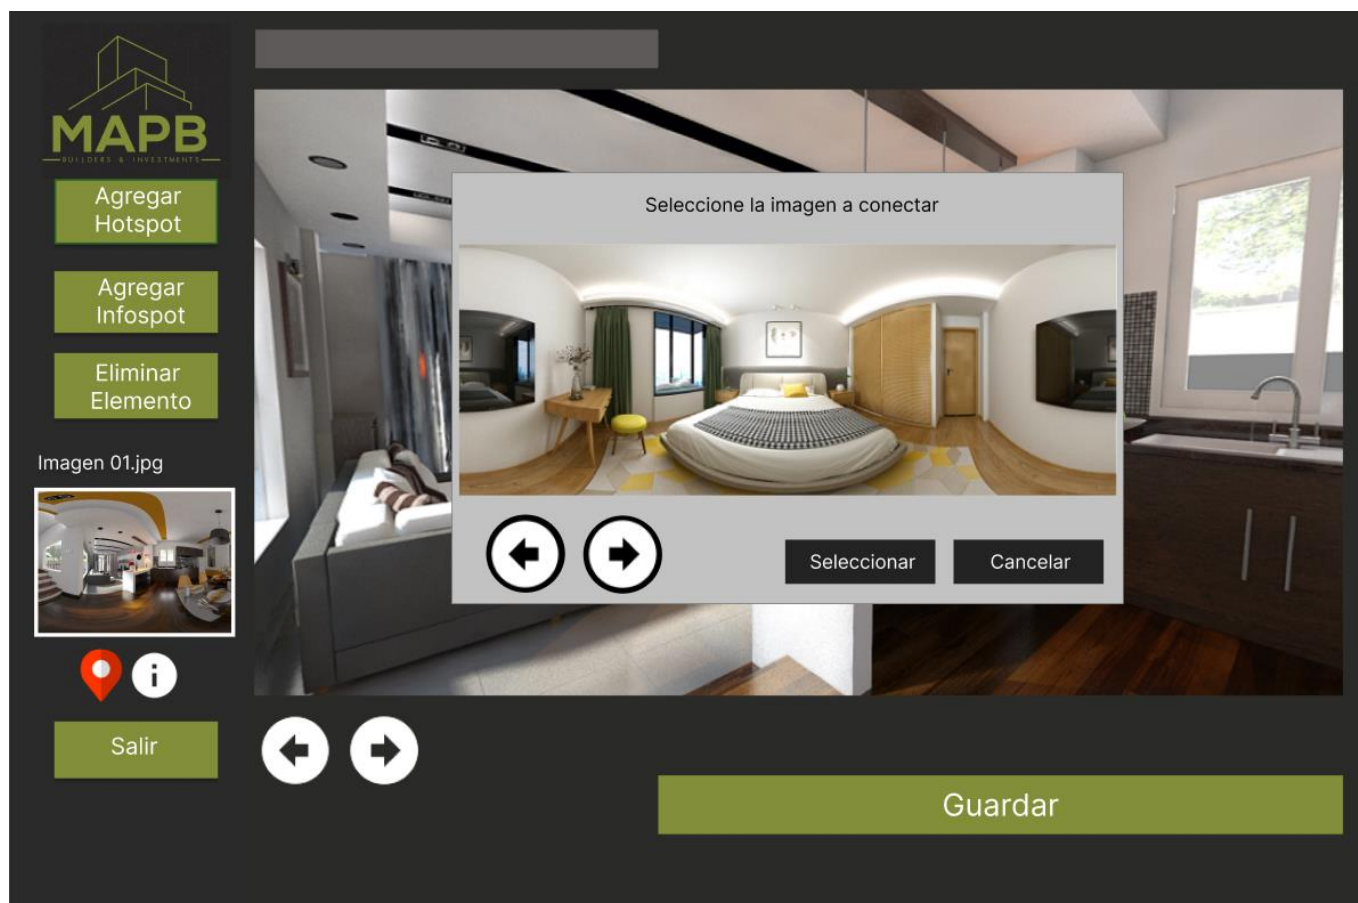 MAPB
BUILDERS & INVESTMENTS
Agregar
Hotspot
Agregar
Infospot
Eliminar
Elemento
Imagen 01.jpg
i
Salir
Seleccione la imagen a conectar
Seleccionar
Cancelar
Guardar